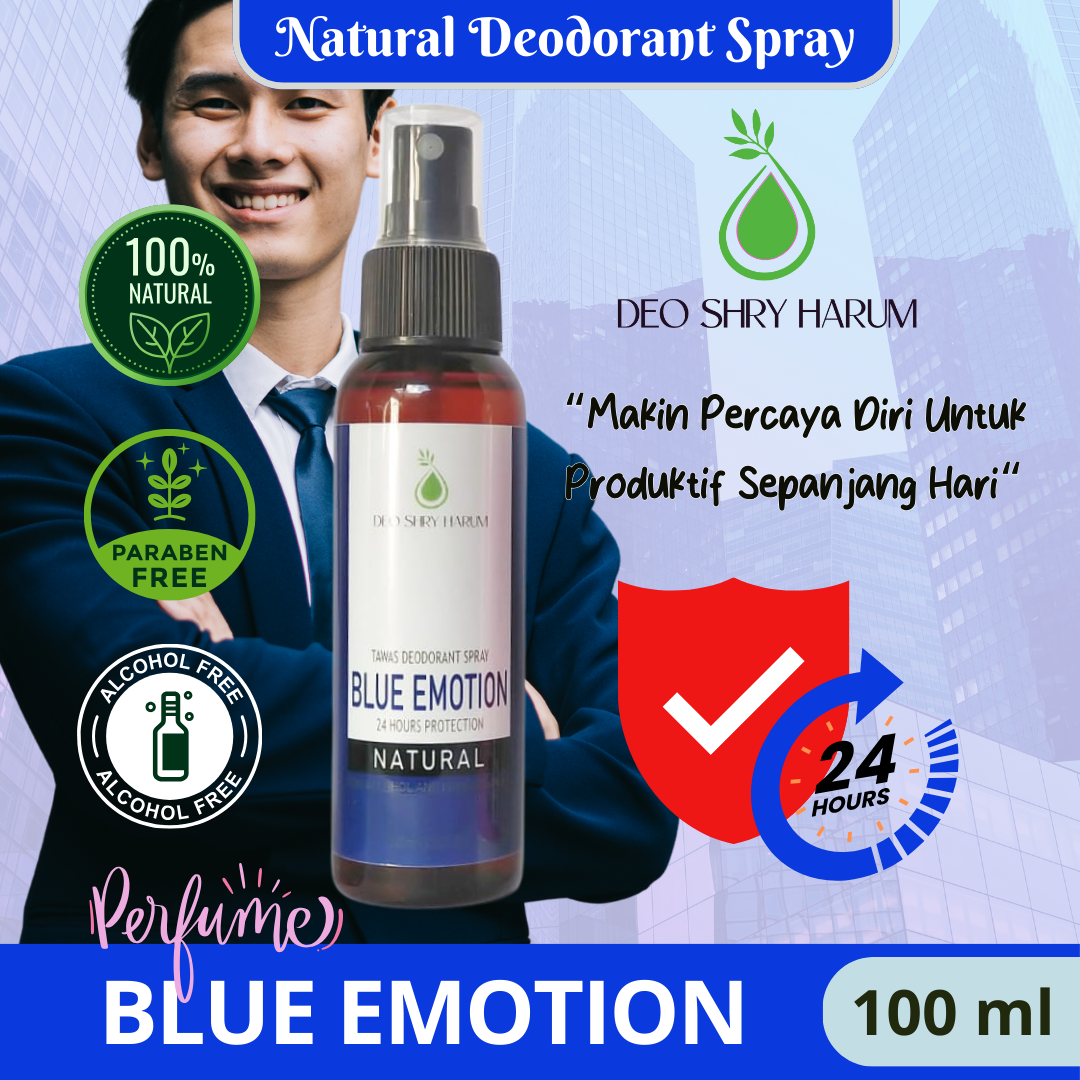 Natural Deodorant Spray
DEO SHRY HARUM
100%
NATURAL
"Makin Percaya Diri Untuk
Produktif Sepanjang Hari"
PARABEN
FREE
DEO SHRY HARUM
TAWAS DEODORANT SPRAY
BLUE EMOTION
24 HOURS PROTECTION
NATURAL
ALCOHOL FREE
ALCOHOL FREE
24
HOURS
Perfume
BLUE EMOTION
100 ml